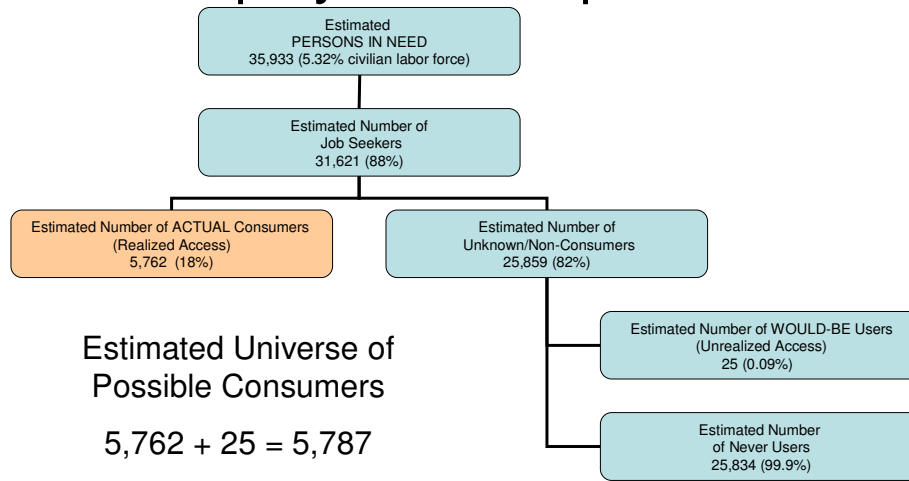 Estimated
PERSONS IN NEED
35,933 (5.32% civilian labor force)
Estimated Number of
Job Seekers
31,621 (88%)
Estimated Number of ACTUAL Consumers
(Realized Access)
5,762 (18%)
Estimated Number of
Unknown/Non-Consumers
25,859 (82%)
Estimated Number of WOULD-BE Users
(Unrealized Access)
25 (0.09%)
Estimated Number
of Never Users
25,834 (99.9%)
Estimated Universe of
Possible Consumers
5,762 + 25 = 5,787